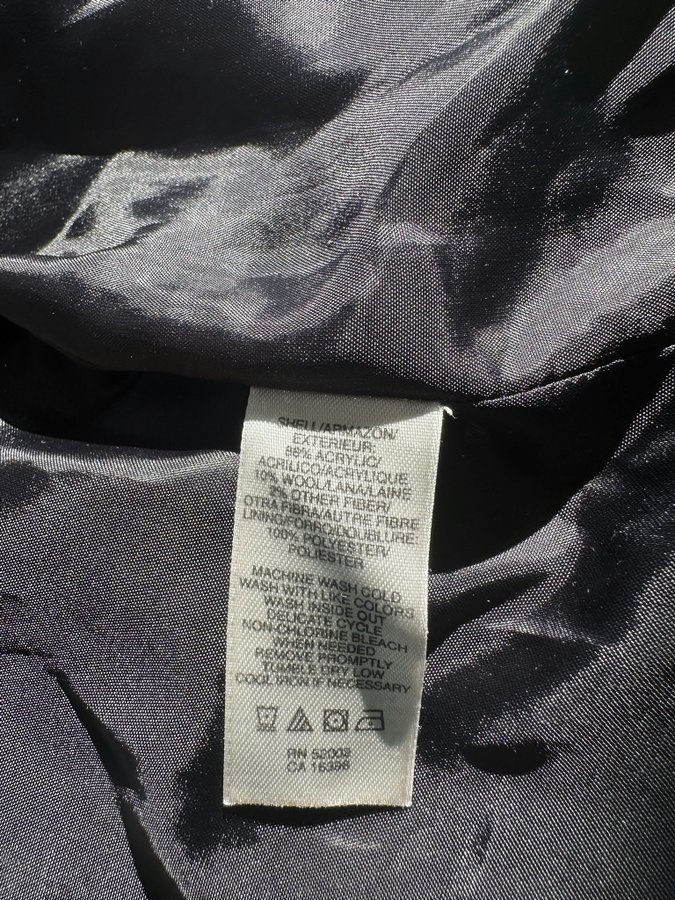 SHELL/ARMAZON/
EXTERIEUR:
88% ACRYLIC/
ACRILICO/ACRYLIQUE
10% WOOL/LANA/LAINE
2% OTHER FIBER/
OTRA FIBRA/AUTRE FIBRE
LINING/FORRO/DOUBLURE:
100% POLYESTER/
POLIESTER
MACHINE WASH COLD
WASH WITH LIKE COLORS
WASH INSIDE OUT
DELICATE CYCLE
NON-CHLORINE BLEACH
WHEN NEEDED
REMOVE PROMPTLY
TUMBLE DRY LOW
COOL IRON IF NECESSARY
RN 52002
CA 16396